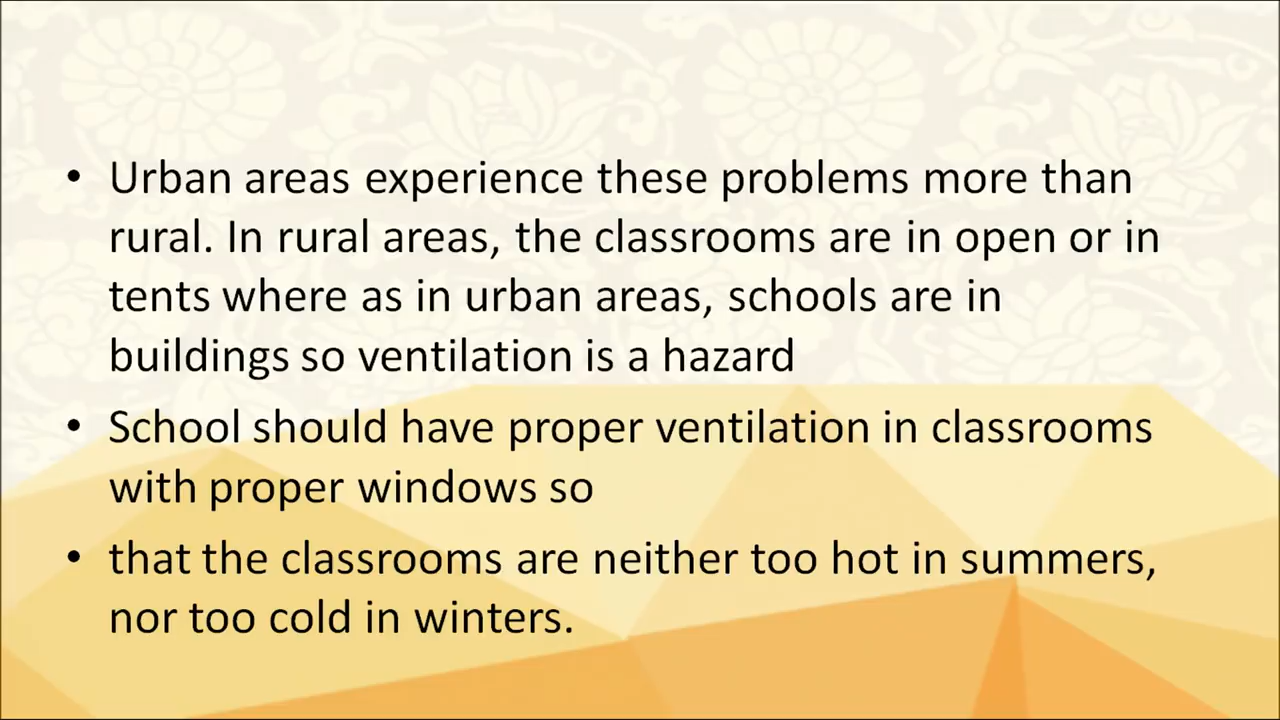 • Urban areas experience these problems more than
rural. In rural areas, the classrooms are in open or in
tents where as in urban areas, schools are in
buildings so ventilation is a hazard
• School should have proper ventilation in classrooms
with proper windows so
• that the classrooms are neither too hot in summers,
nor too cold in winters.